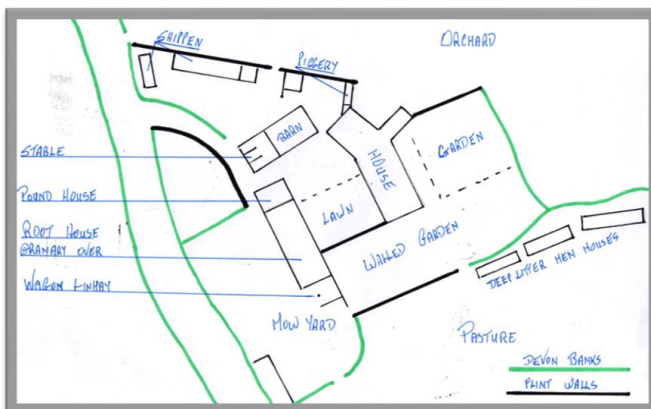 SHIPPEN
PIGGERY
ORCHARD
BARN
GARDEN
STABLE
HOUSE
POUND HOUSE
LAWN
ROOT HOUSE
GRANARY OVER
WALLED GARDEN
WAGON LINHAY
DEEP LITTER HEN HOUSES
MOW YARD
PASTURE
DEVON BANKS
FLINT WALLS